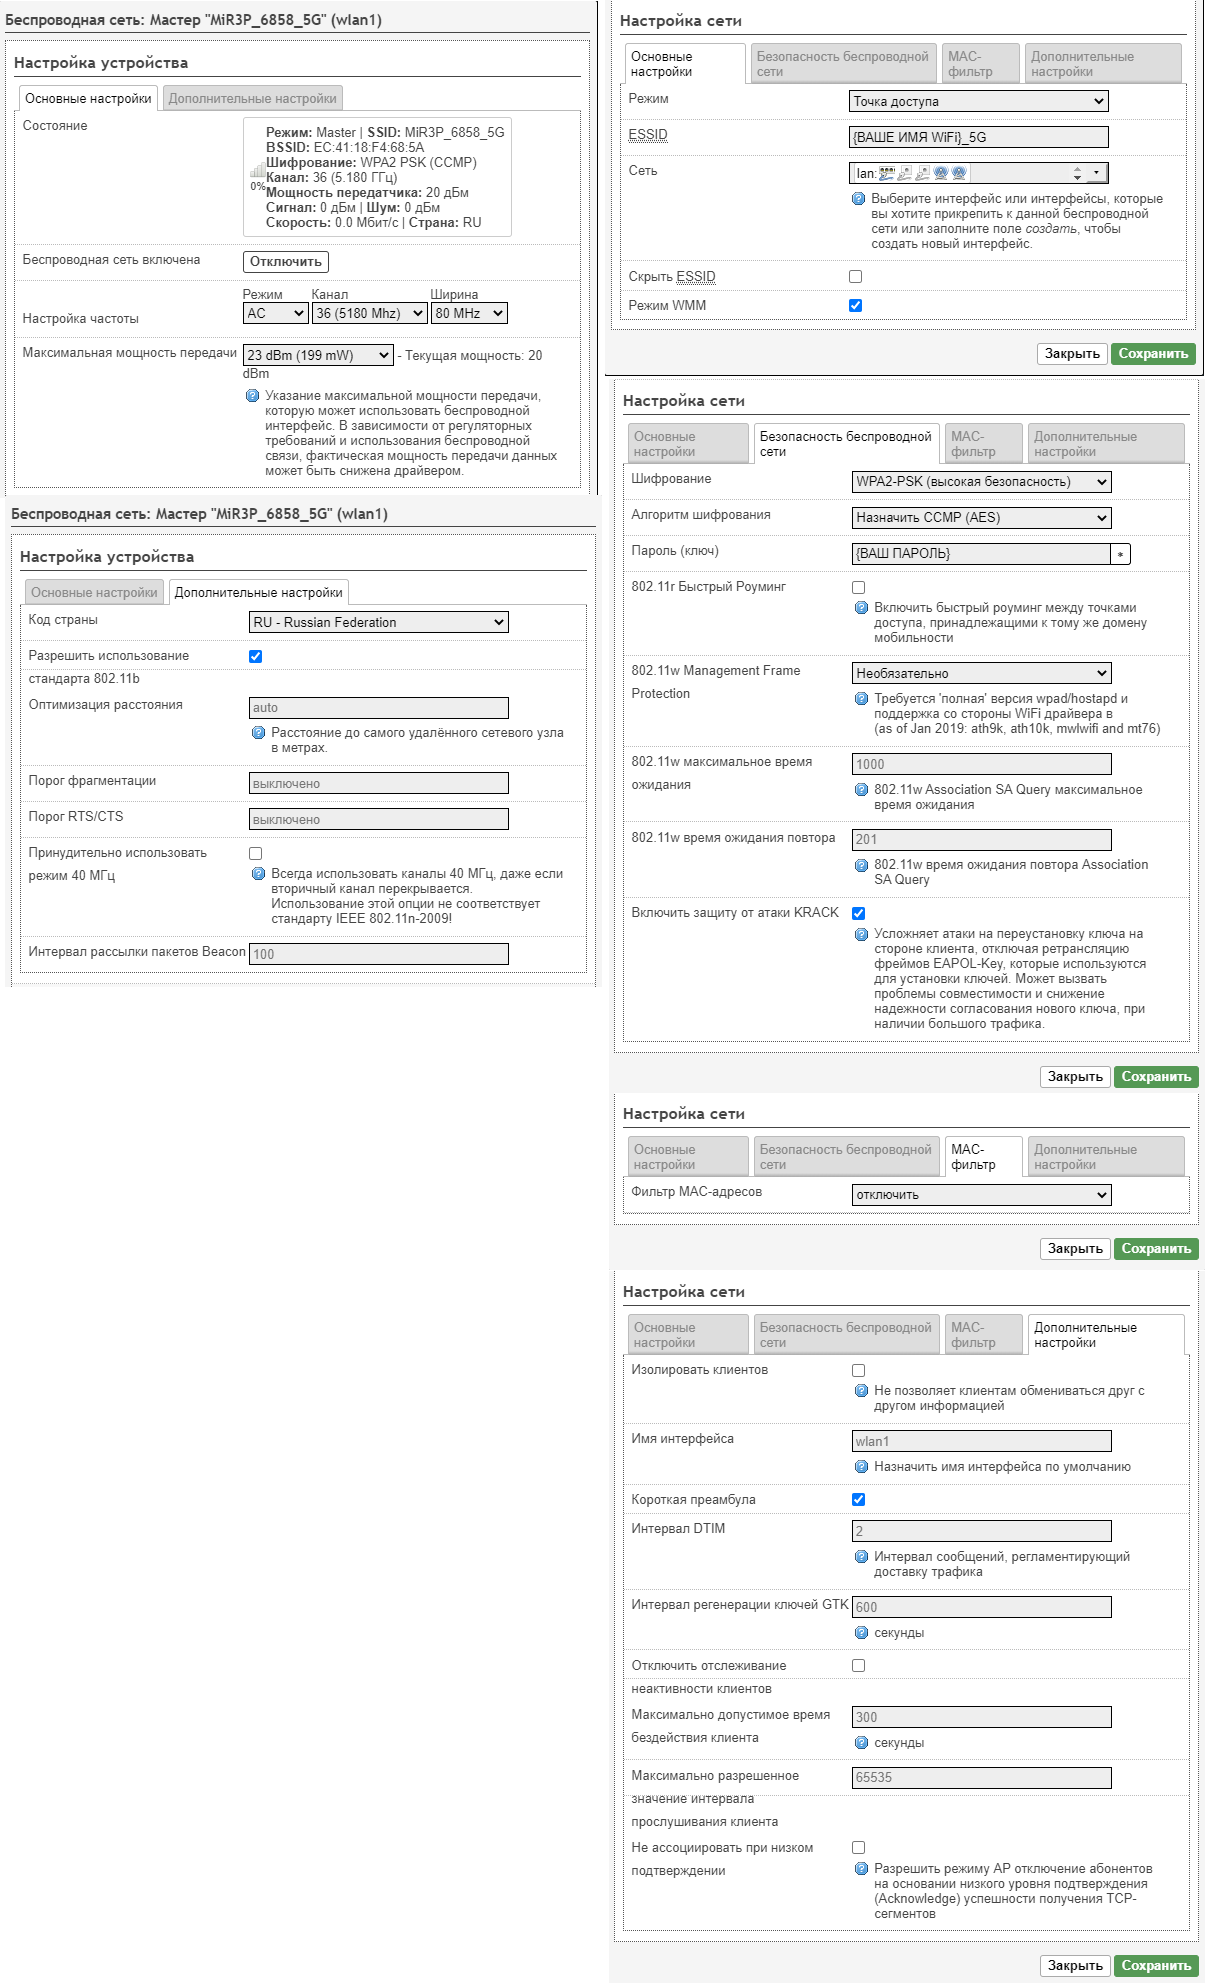 Беспроводная сеть: Мастер "MiR3P_6858_5G" (wlan1)
Настройка устройства
Основные настройки
Дополнительные настройки
Состояние
Режим: Master | SSID: MiR3P_6858_5G
BSSID: EC:41:18:F4:68:5A
Шифрование: WPA2 PSK (CCMP)
Канал: 36 (5.180 ГГц)
0%
Мощность передатчика: 20 дБм
Сигнал: 0 дБм | Шум: 0 дБм
Скорость: 0.0 Мбит/с | Страна: RU
Беспроводная сеть включена
Отключить
Режим Канал Ширина
Настройка частоты
AC 36 (5180 Mhz) 80 MHz
Максимальная мощность передачи
23 dBm (199 mW) - Текущая мощность: 20
dBm
Указание максимальной мощности передачи,
которую может использовать беспроводной
интерфейс. В зависимости от регуляторных
требований и использования беспроводной
связи, фактическая мощность передачи данных
может быть снижена драйвером.
Беспроводная сеть: Мастер "MiR3P_6858_5G" (wlan1)
Настройка устройства
Основные настройки
Дополнительные настройки
Код страны
RU - Russian Federation
Разрешить использование
стандарта 802.11b
Оптимизация расстояния
auto
Расстояние до самого удалённого сетевого узла
в метрах.
Порог фрагментации
выключено
Порог RTS/CTS
выключено
Принудительно использовать
режим 40 МГц
Всегда использовать каналы 40 МГц, даже если
вторичный канал перекрывается.
Использование этой опции не соответствует
стандарту IEEE 802.11n-2009!
Интервал рассылки пакетов Beacon
100
Настройка сети
Основные
настройки
Безопасность беспроводной
сети
MAC-
фильтр
Дополнительные
настройки
Режим
Точка доступа
ESSID
{ВАШЕ ИМЯ WiFi}_5G
Сеть
lan:
Выберите интерфейс или интерфейсы, которые
вы хотите прикрепить к данной беспроводной
сети или заполните поле создать, чтобы
создать новый интерфейс.
Скрыть ESSID
Режим WMM
Закрыть
Сохранить
Настройка сети
Основные
настройки
Безопасность беспроводной
сети
MAC-
фильтр
Дополнительные
настройки
Шифрование
WPA2-PSK (высокая безопасность)
Алгоритм шифрования
Назначить CCMP (AES)
Пароль (ключ)
{ВАШ ПАРОЛЬ}
*
802.11r Быстрый Роуминг
Включить быстрый роуминг между точками
доступа, принадлежащими к тому же домену
мобильности
802.11w Management Frame
Protection
Необязательно
Требуется 'полная' версия wpad/hostapd и
поддержка со стороны WiFi драйвера в
(as of Jan 2019: ath9k, ath10k, mwlwifi and mt76)
802.11w максимальное время
ожидания
1000
802.11w Association SA Query максимальное
время ожидания
802.11w время ожидания повтора
201
802.11w время ожидания повтора Association
SA Query
Включить защиту от атаки KRACK
Усложняет атаки на переустановку ключа на
стороне клиента, отключая ретрансляцию
фреймов EAPOL-Key, которые используются
для установки ключей. Может вызвать
проблемы совместимости и снижение
надежности согласования нового ключа, при
наличии большого трафика.
Закрыть
Сохранить
Настройка сети
Основные
настройки
Безопасность беспроводной
сети
MAC-
фильтр
Дополнительные
настройки
Фильтр MAC-адресов
отключить
Закрыть
Сохранить
Настройка сети
Основные
настройки
Безопасность беспроводной
сети
MAC-
фильтр
Дополнительные
настройки
Изолировать клиентов
Не позволяет клиентам обмениваться друг с
другом информацией
Имя интерфейса
wlan1
Назначить имя интерфейса по умолчанию
Короткая преамбула
Интервал DTIM
2
Интервал сообщений, регламентирующий
доставку трафика
Интервал регенерации ключей GTK
600
секунды
Отключить отслеживание
неактивности клиентов
Максимально допустимое время
бездействия клиента
300
секунды
Максимально разрешенное
значение интервала
прослушивания клиента
65535
Не ассоциировать при низком
подтверждении
Разрешить режиму AP отключение абонентов
на основании низкого уровня подтверждения
(Acknowledge) успешности получения TCP-
сегментов
Закрыть
Сохранить